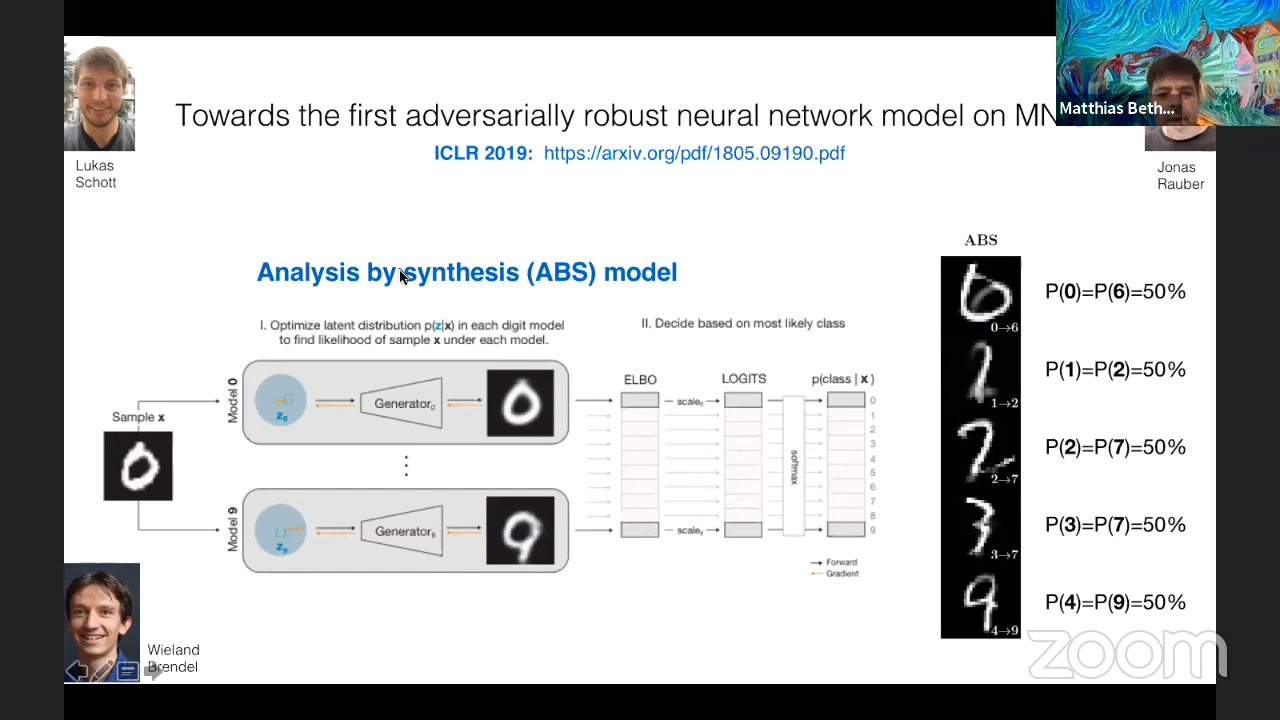 Matthias Beth...
Towards the first adversarially robust neural network model on MN
ICLR 2019: https://arxiv.org/pdf/1805.09190.pdf
Lukas
Schott
Jonas
Rauber
Analysis by synthesis (ABS) model
I. Optimize latent distribution p(z|x) in each digit model
to find likelihood of sample x under each model.
II. Decide based on most likely class
Sample x
Model 0
z₀
Generator₀
Model 9
z₉
Generator₉
ELBO
LOGITS
p(class | x )
scale₀
scale₉
softmax
0
1
2
3
4
5
6
7
8
9
Forward
Gradient
ABS
0→6
P(0)=P(6)=50%
1→2
P(1)=P(2)=50%
2→7
P(2)=P(7)=50%
3→7
P(3)=P(7)=50%
4→9
P(4)=P(9)=50%
Wieland
Brendel
zoom